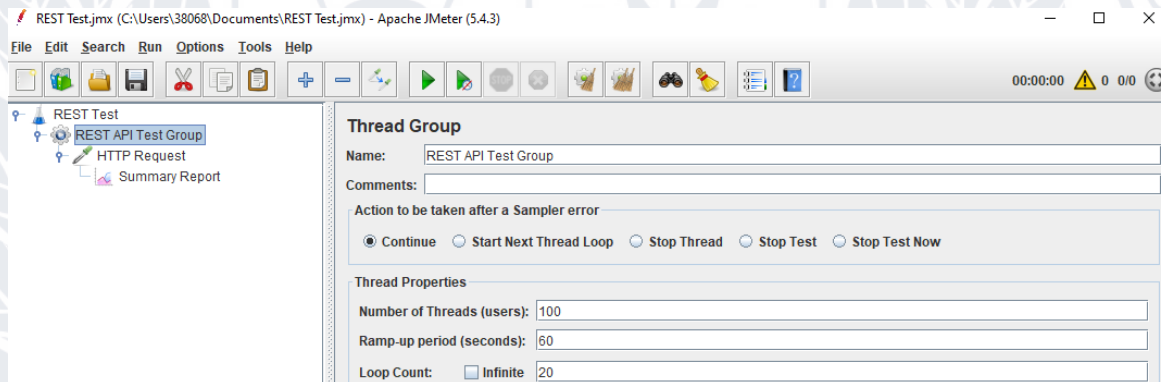 REST Test.jmx (C:\Users\38068\Documents\REST Test.jmx) - Apache JMeter (5.4.3)
File Edit Search Run Options Tools Help
STOP
?
00:00:00 0 0/0
REST Test
REST API Test Group
HTTP Request
Summary Report
Thread Group
Name: REST API Test Group
Comments:
Action to be taken after a Sampler error
Continue Start Next Thread Loop Stop Thread Stop Test Stop Test Now
Thread Properties
Number of Threads (users): 100
Ramp-up period (seconds): 60
Loop Count: Infinite 20